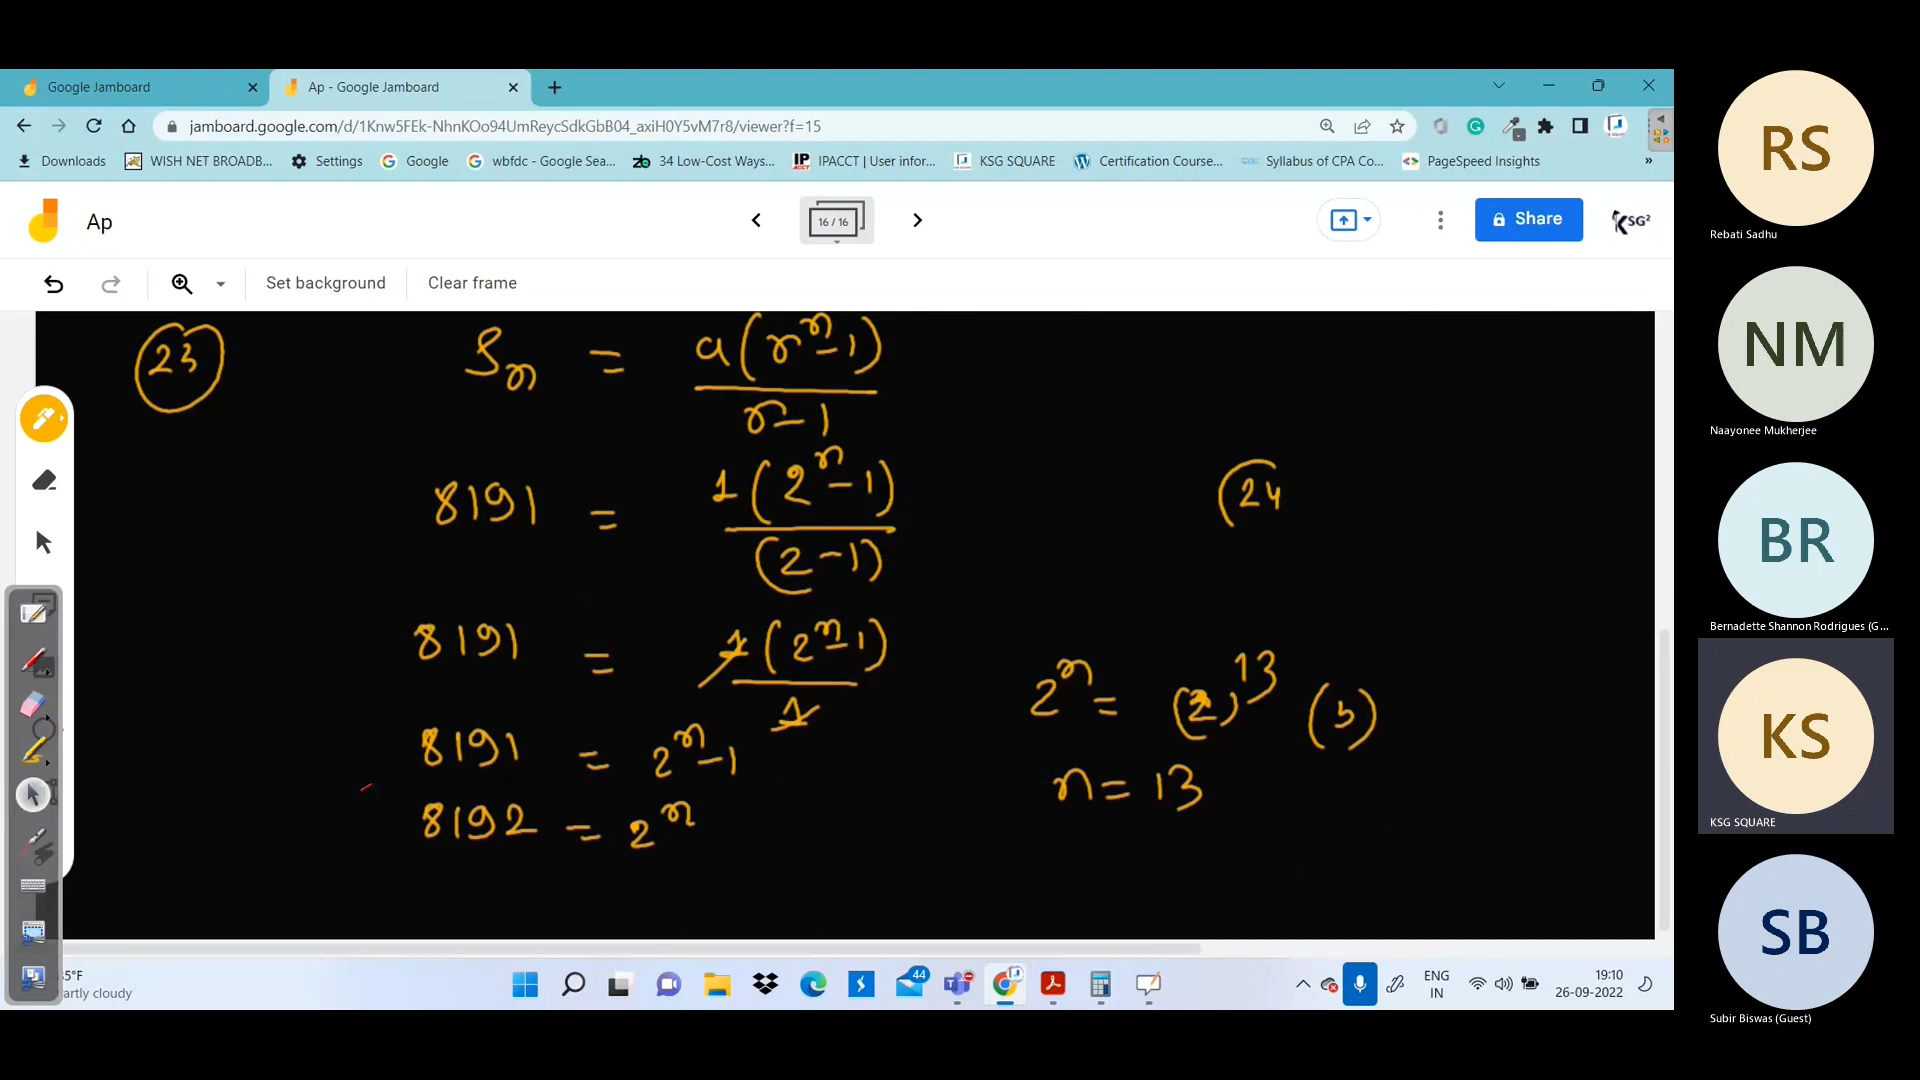 Google Jamboard
Ap - Google Jamboard
jamboard.google.com/d/1Knw5FEk-NhnKOo94UmReycSdkGbB04_axiH0Y5vM7r8/viewer?f=15
Downloads WISH NET BROADB... Settings Google wbfdc - Google Sea... 34 Low-Cost Ways... IPACCT | User infor... KSG SQUARE Certification Course... Syllabus of CPA Co... PageSpeed Insights »
Ap
16 / 16
Share
KSG²
Set background Clear frame
23
Sn = a(r^n-1)
r-1
8191 = 1(2^n-1)
(2-1)
8191 = 1(2^n-1)
1
8191 = 2^n-1
8192 = 2^n
(24
2^n = (2)^13 (b)
n = 13
5°F
artly cloudy
44
ENG
IN
19:10
26-09-2022
RS
Rebati Sadhu
NM
Naayonee Mukherjee
BR
Bernadette Shannon Rodrigues (G...
KS
KSG SQUARE
SB
Subir Biswas (Guest)